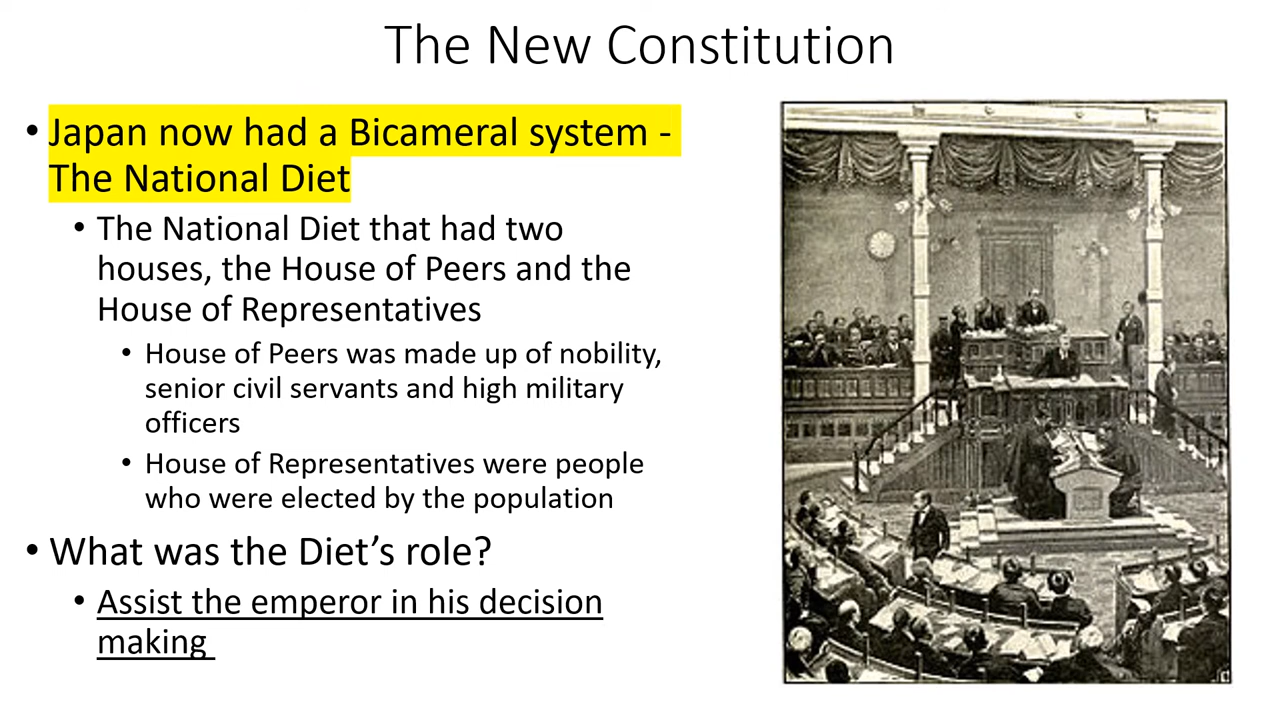 The New Constitution
• Japan now had a Bicameral system -
The National Diet
• The National Diet that had two
houses, the House of Peers and the
House of Representatives
• House of Peers was made up of nobility,
senior civil servants and high military
officers
• House of Representatives were people
who were elected by the population
• What was the Diet’s role?
• Assist the emperor in his decision
making